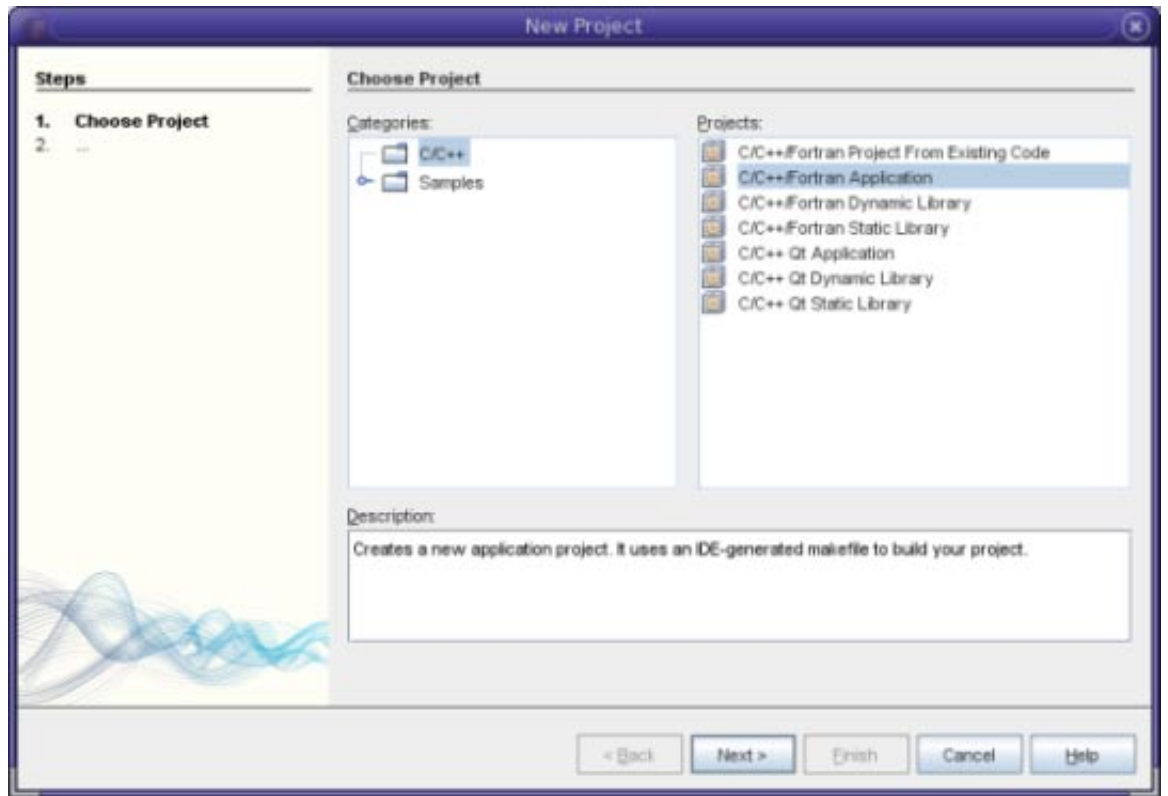 New Project
Steps
1. Choose Project
2. ...
Choose Project
Categories:
C/C++
Samples
Projects:
C/C++/Fortran Project From Existing Code
C/C++/Fortran Application
C/C++/Fortran Dynamic Library
C/C++/Fortran Static Library
C/C++ Qt Application
C/C++ Qt Dynamic Library
C/C++ Qt Static Library
Description:
Creates a new application project. It uses an IDE-generated makefile to build your project.
< Back
Next >
Finish
Cancel
Help